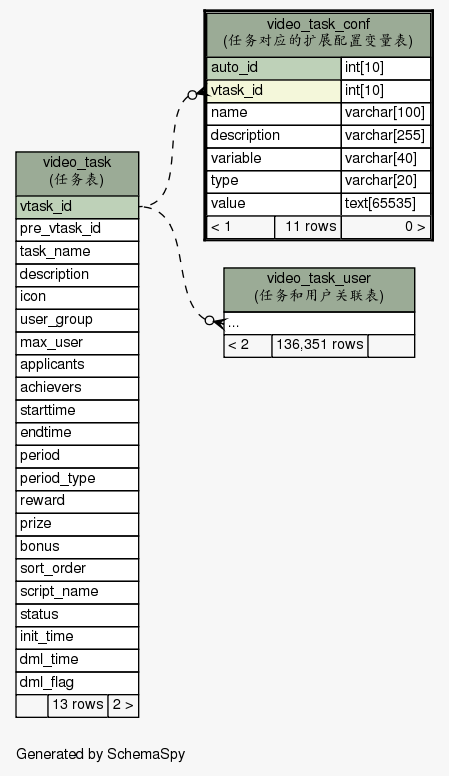 video_task_conf
(任务对应的扩展配置变量表)
auto_id int[10]
vtask_id int[10]
name varchar[100]
description varchar[255]
variable varchar[40]
type varchar[20]
value text[65535]
< 1 11 rows 0 >
video_task
(任务表)
vtask_id
pre_vtask_id
task_name
description
icon
user_group
max_user
applicants
achievers
starttime
endtime
period
period_type
reward
prize
bonus
sort_order
script_name
status
init_time
dml_time
dml_flag
13 rows 2 >
video_task_user
(任务和用户关联表)
...
< 2 136,351 rows
Generated by SchemaSpy